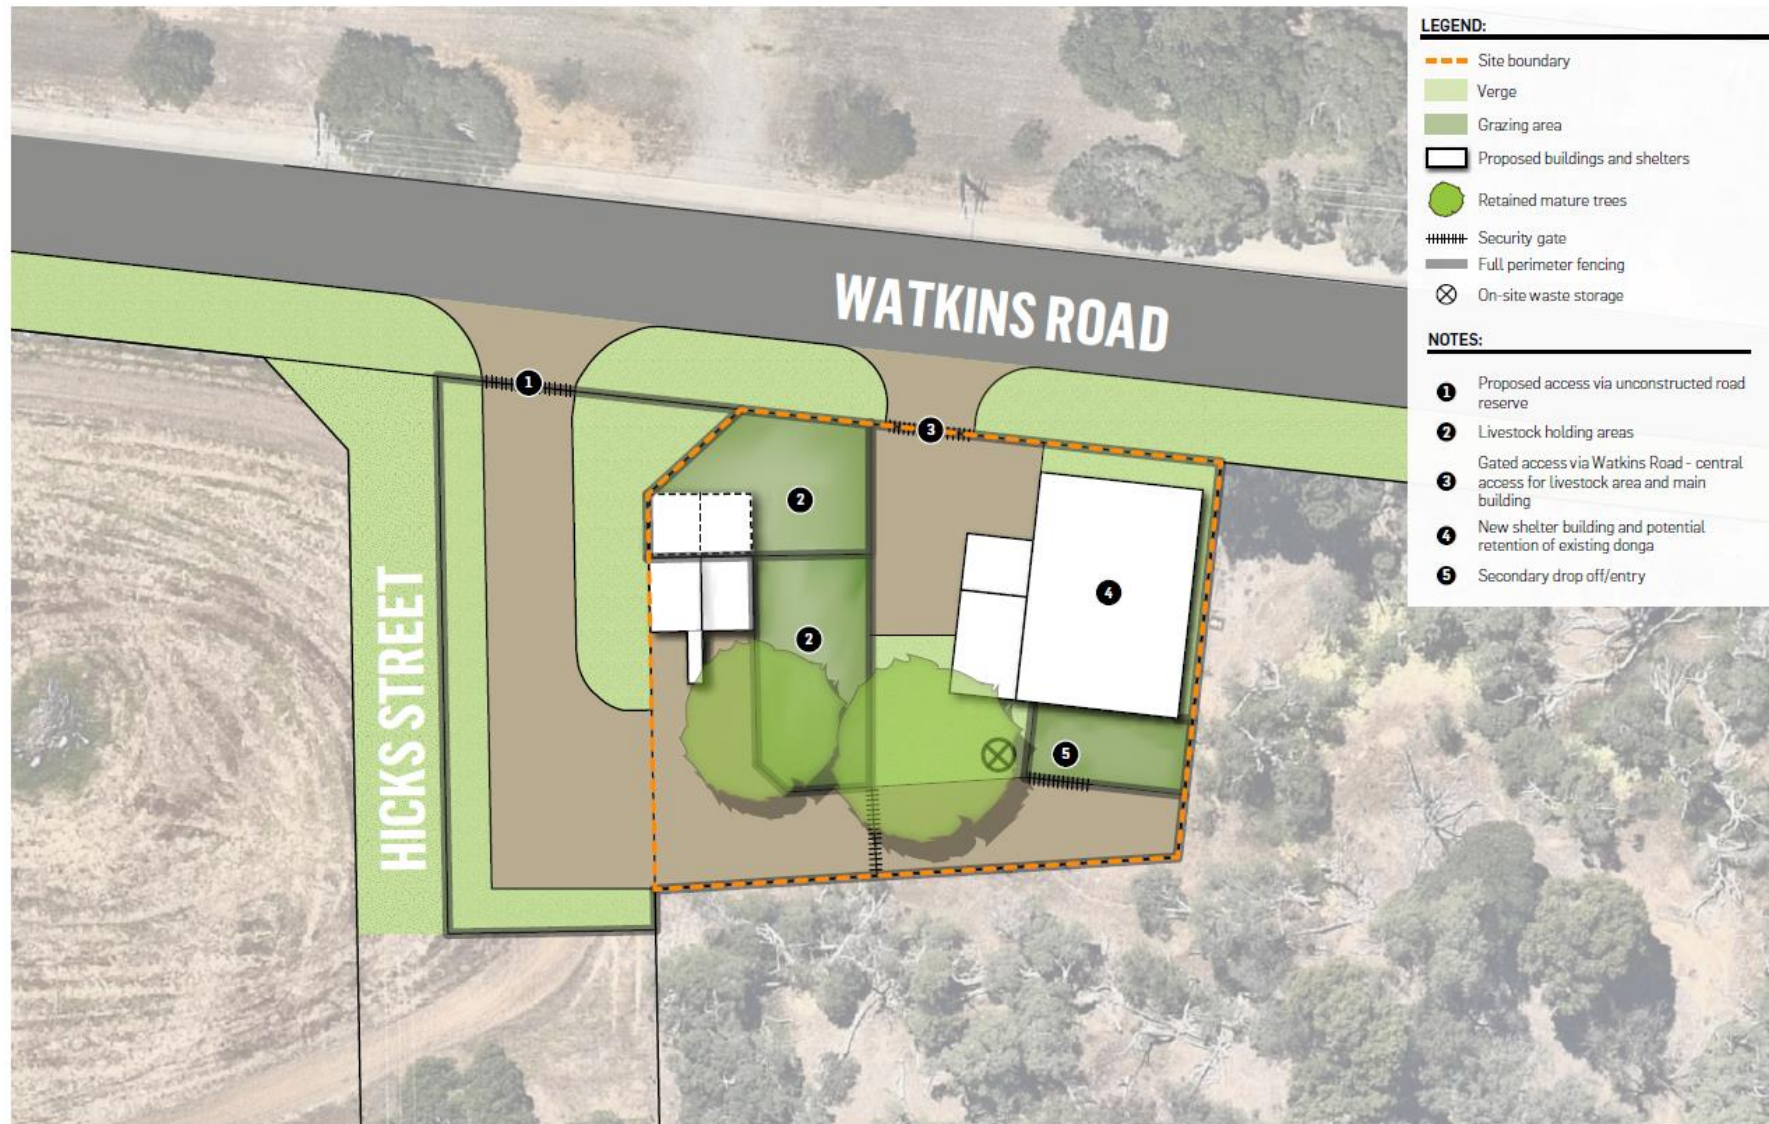 LEGEND:
Site boundary
Verge
Grazing area
Proposed buildings and shelters
Retained mature trees
Security gate
Full perimeter fencing
On-site waste storage
NOTES:
1 Proposed access via unconstructed road
reserve
2 Livestock holding areas
3 Gated access via Watkins Road - central
access for livestock area and main
building
4 New shelter building and potential
retention of existing donga
5 Secondary drop off/entry
WATKINS ROAD
HICKS STREET
1
3
2
2
4
5